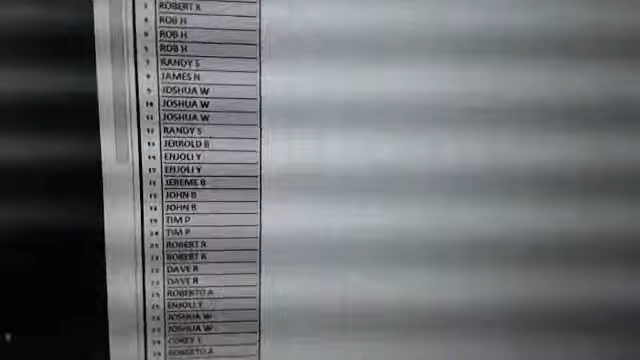 ROBERT R
ROB H
ROB H
ROB H
RANDY S
JAMES H
JOSHUA W
JOSHUA W
JOSHUA W
RANDY S
JERROLD B
ENJOLI Y
ENJOLI Y
JEREME B
JOHN B
JOHN B
TIM P
TIM P
ROBERT R
ROBERT R
DAVE R
DAVE R
ROBERTO A
ENJOLI Y
JOSHUA W
JOSHUA W
COREY
ROBERTO A